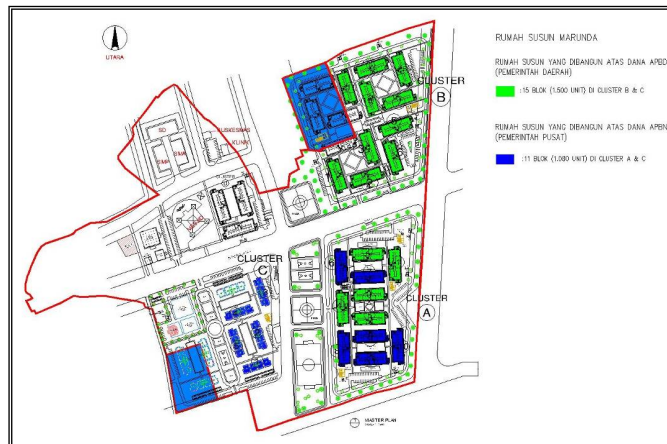 UTARA
RUMAH SUSUN MARUNDA
RUMAH SUSUN YANG DIBANGUN ATAS DANA APBD
(PEMERINTAH DAERAH)
:15 BLOK (1.500 UNIT) DI CLUSTER B & C
RUMAH SUSUN YANG DIBANGUN ATAS DANA APBN
(PEMERINTAH PUSAT)
:11 BLOK (1.080 UNIT) DI CLUSTER A & C
CLUSTER
B
SD
SMA
SMP
PUSKESMAS
CLUSTER
C
CLUSTER
A
MASTER PLAN